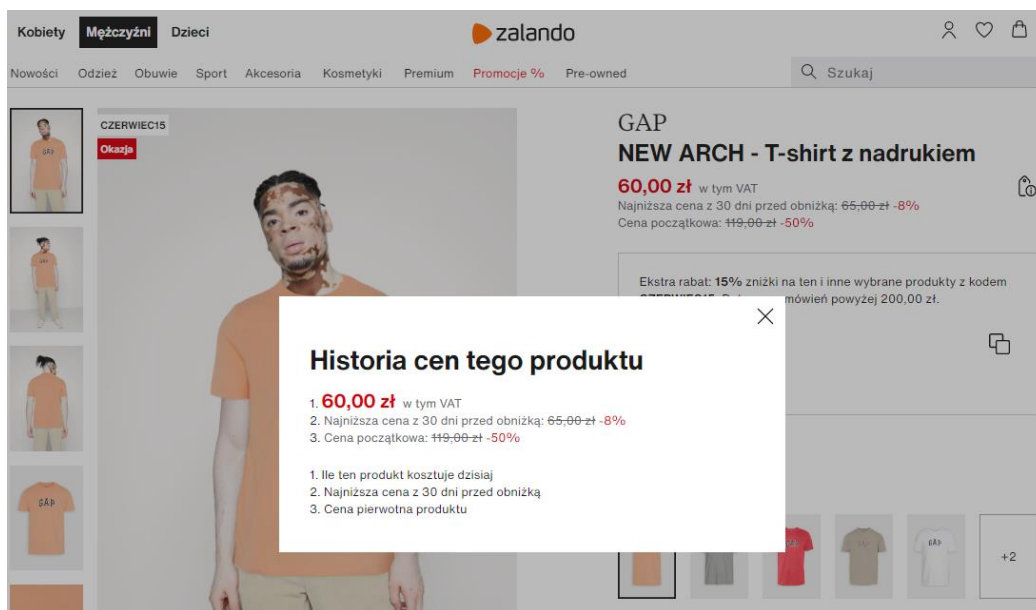 Kobiety Mężczyźni Dzieci
zalando
Nowości Odzież Obuwie Sport Akcesoria Kosmetyki Premium Promocje % Pre-owned
Szukaj
CZERWIEC15
Okazja
GAP
NEW ARCH - T-shirt z nadrukiem
60,00 zł w tym VAT
Najniższa cena z 30 dni przed obniżką: 65,00 zł -8%
Cena początkowa: 119,00 zł -50%
Ekstra rabat: 15% zniżki na ten i inne wybrane produkty z kodem
powyżej 200,00 zł.
Historia cen tego produktu
1. 60,00 zł w tym VAT
2. Najniższa cena z 30 dni przed obniżką: 65,00 zł -8%
3. Cena początkowa: 119,00 zł -50%
1. Ile ten produkt kosztuje dzisiaj
2. Najniższa cena z 30 dni przed obniżką
3. Cena pierwotna produktu
GAP
GAP
GAP
GAP
+2